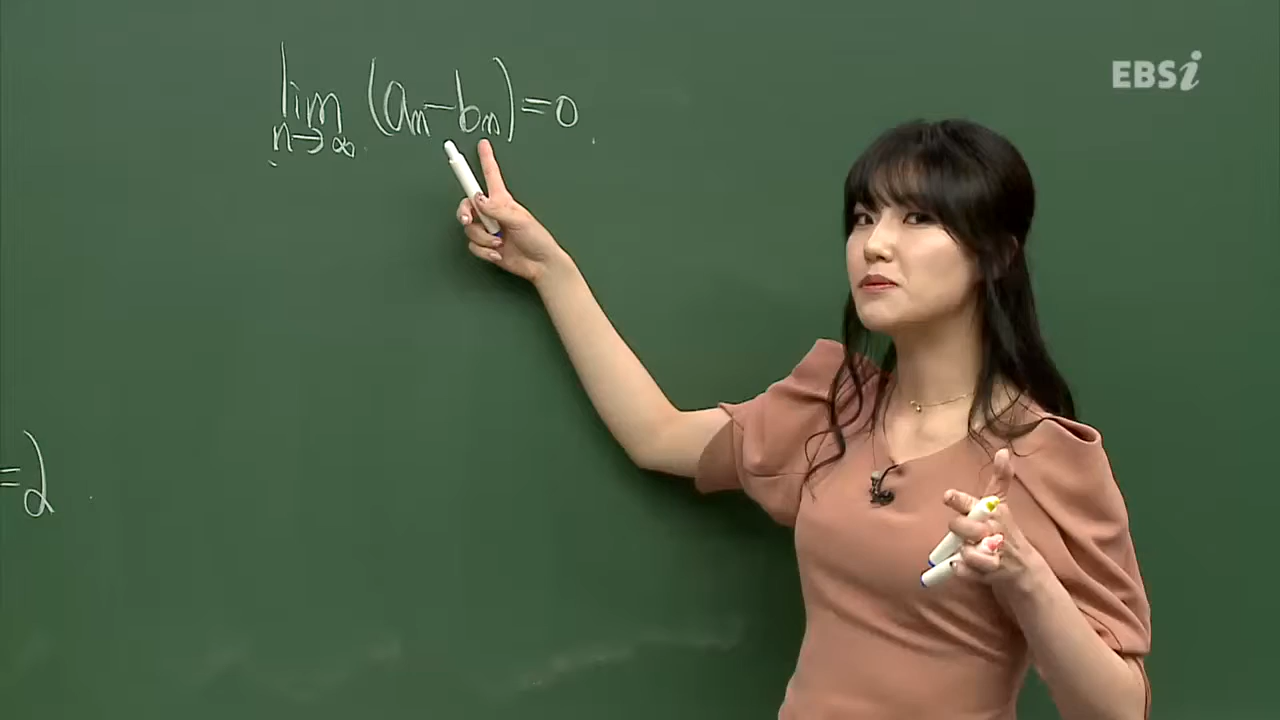 EBSi
lim (aₙ-bₙ)=0
n→∞
=2